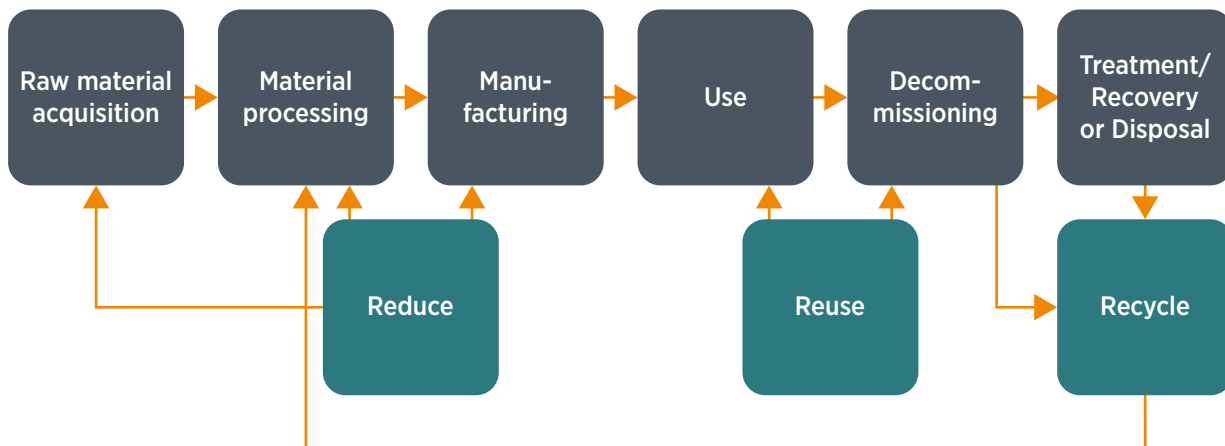 Raw material
acquisition
Material
processing
Manu-
facturing
Use
Decom-
missioning
Treatment/
Recovery
or Disposal
Reduce
Reuse
Recycle